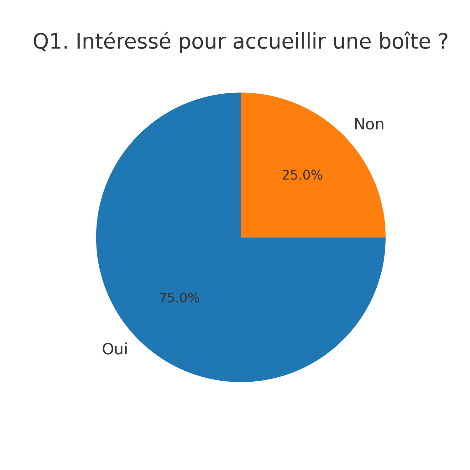 Q1. Intéressé pour accueillir une boîte ?
Non
25.0%
75.0%
Oui